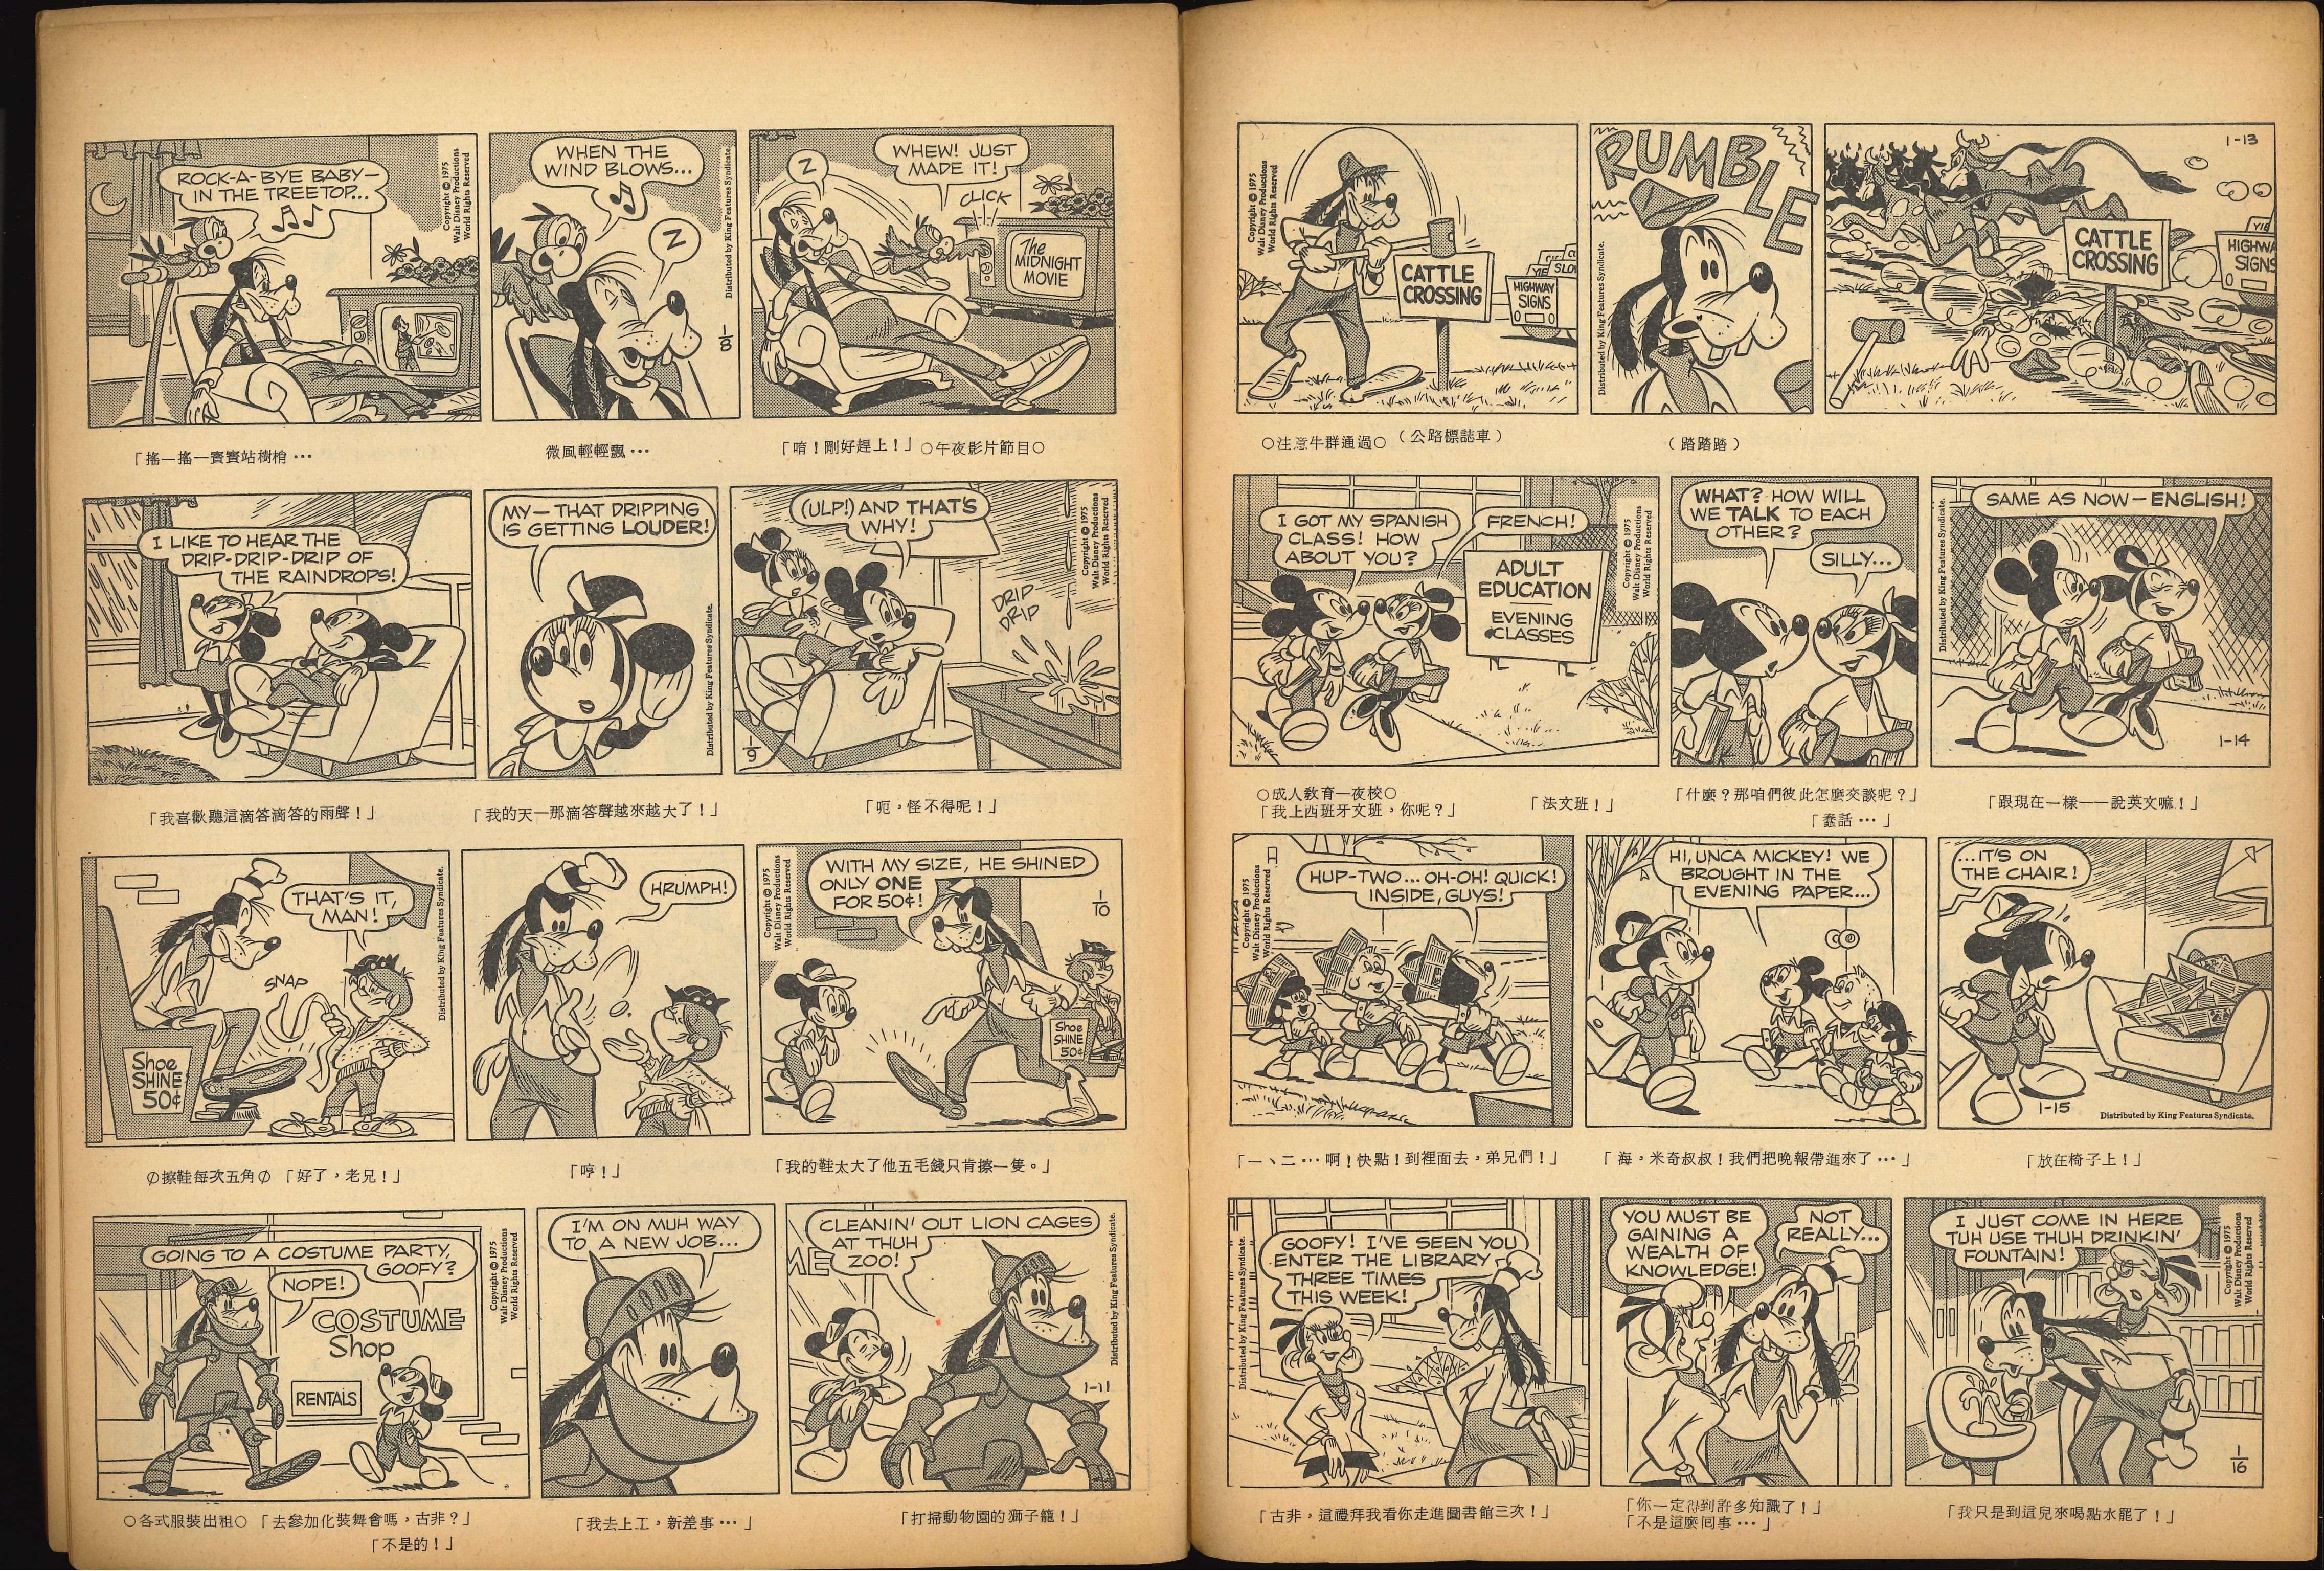 ROCK-A-BYE BABY—
IN THE TREETOP...
Copyright © 1975
Walt Disney Productions
World Rights Reserved
WHEN THE
WIND BLOWS...
Z
Distributed by King Features Syndicate.
1/8
Z
WHEW! JUST
MADE IT!
CLICK
The
MIDNIGHT
MOVIE
「搖—搖—寶寶站樹梢…
微風輕輕飄…
「唷！剛好趕上！」○午夜影片節目○
I LIKE TO HEAR THE
DRIP-DRIP-DRIP OF
THE RAINDROPS!
MY—THAT DRIPPING
IS GETTING LOUDER!
Distributed by King Features Syndicate.
(ULP!) AND THAT'S
WHY!
DRIP
DRIP
Copyright © 1975
Walt Disney Productions
World Rights Reserved
1/9
「我喜歡聽這滴答滴答的雨聲！」
「我的天—那滴答聲越來越大了！」
「呃，怪不得呢！」
THAT'S IT,
MAN!
SNAP
Shoe
SHINE
50¢
Distributed by King Features Syndicate.
HRUMPH!
Copyright © 1975
Walt Disney Productions
World Rights Reserved
WITH MY SIZE, HE SHINED
ONLY ONE
FOR 50¢!
1/10
Shoe
SHINE
50¢
∅擦鞋每次五角∅「好了，老兄！」
「哼！」
「我的鞋太大了他五毛錢只肯擦一隻。」
GOING TO A COSTUME PARTY,
GOOFY?
NOPE!
COSTUME
Shop
RENTALS
Copyright © 1975
Walt Disney Productions
World Rights Reserved
I'M ON MUH WAY
TO A NEW JOB...
CLEANIN' OUT LION CAGES
AT THUH
ZOO!
ME
Distributed by King Features Syndicate.
1-11
○各式服裝出租○「去參加化裝舞會嗎，古非？」
「不是的！」
「我去上工，新差事…」
「打掃動物園的獅子籠！」
Copyright © 1975
Walt Disney Productions
World Rights Reserved
CATTLE
CROSSING
YIE
SLO
HIGHWAY
SIGNS
RUMBLE
Distributed by King Features Syndicate.
1-13
CATTLE
CROSSING
YIE
HIGHWA
SIGNS
○注意牛群通過○（公路標誌車）
（踏踏踏）
I GOT MY SPANISH
CLASS! HOW
ABOUT YOU?
FRENCH!
ADULT
EDUCATION
EVENING
CLASSES
Copyright © 1975
Walt Disney Productions
World Rights Reserved
WHAT? HOW WILL
WE TALK TO EACH
OTHER?
SILLY...
Distributed by King Features Syndicate.
SAME AS NOW—ENGLISH!
1-14
○成人敎育—夜校○
「我上西班牙文班，你呢？」
「法文班！」
「什麼？那咱們彼此怎麼交談呢？」
「蠢話…」
「跟現在一樣——說英文嘛！」
Copyright © 1975
Walt Disney Productions
World Rights Reserved
HUP-TWO...OH-OH! QUICK!
INSIDE, GUYS!
HI, UNCA MICKEY! WE
BROUGHT IN THE
EVENING PAPER...
...IT'S ON
THE CHAIR!
1-15
Distributed by King Features Syndicate.
「一、二…啊！快點！到裡面去，弟兄們！」
「海，米奇叔叔！我們把晚報帶進來了…」
「放在椅子上！」
Distributed by King Features Syndicate.
GOOFY! I'VE SEEN YOU
ENTER THE LIBRARY
THREE TIMES
THIS WEEK!
YOU MUST BE
GAINING A
WEALTH OF
KNOWLEDGE!
NOT
REALLY...
I JUST COME IN HERE
TUH USE THUH DRINKIN'
FOUNTAIN!
Copyright © 1975
Walt Disney Productions
World Rights Reserved
1/16
「古非，這禮拜我看你走進圖書館三次！」
「你一定得到許多知識了！」
「不是這麼囘事…」
「我只是到這兒來喝點水罷了！」